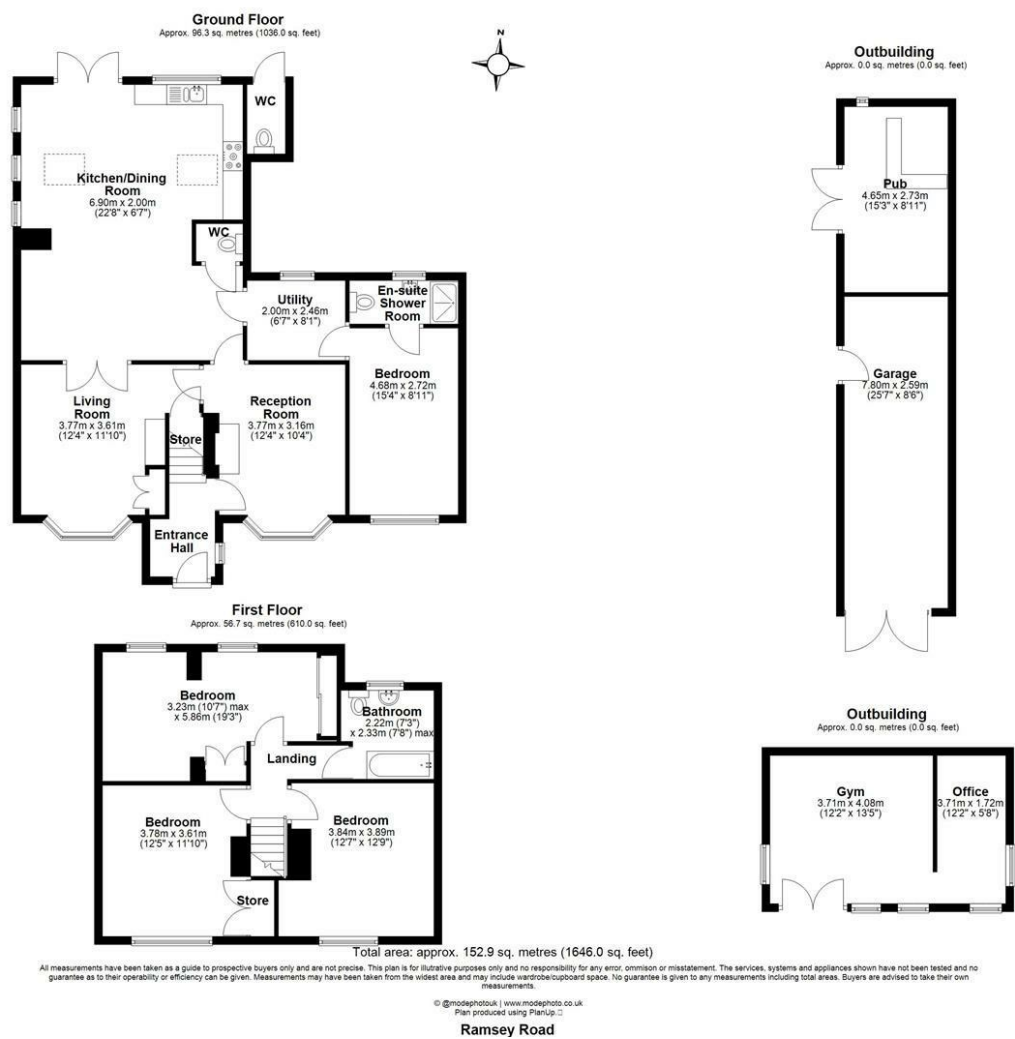 Ground Floor
Approx. 96.3 sq. metres (1036.0 sq. feet)
N
Outbuilding
Approx. 0.0 sq. metres (0.0 sq. feet)
WC
Kitchen/Dining
Room
6.90m x 2.00m
(22'8" x 6'7")
Pub
4.65m x 2.73m
(15'3" x 8'11")
WC
Utility
2.00m x 2.46m
(6'7" x 8'1")
En-suite
Shower
Room
Bedroom
4.68m x 2.72m
(15'4" x 8'11")
Garage
7.80m x 2.59m
(25'7" x 8'6")
Living
Room
3.77m x 3.61m
(12'4" x 11'10")
Store
Reception
Room
3.77m x 3.16m
(12'4" x 10'4")
Entrance
Hall
First Floor
Approx. 56.7 sq. metres (610.0 sq. feet)
Bedroom
3.23m (10'7") max
x 5.86m (19'3")
Bathroom
2.22m (7'3")
x 2.33m (7'8") max
Landing
Bedroom
3.78m x 3.61m
(12'5" x 11'10")
Bedroom
3.84m x 3.89m
(12'7" x 12'9")
Store
Outbuilding
Approx. 0.0 sq. metres (0.0 sq. feet)
Gym
3.71m x 4.08m
(12'2" x 13'5")
Office
3.71m x 1.72m
(12'2" x 5'8")
Total area: approx. 152.9 sq. metres (1646.0 sq. feet)
All measurements have been taken as a guide to prospective buyers only and are not precise. This plan is for illustrative purposes only and no responsibility for any error, ommison or misstatement. The services, systems and appliances shown have not been tested and no
guarantee as to their operability or efficiency can be given. Measurements may have been taken from the widest area and may include wardrobe/cupboard space. No guarantee is given to any measurements including total areas. Buyers are advised to take their own
measurements.
© @modephotouk | www.modephoto.co.uk
Plan produced using PlanUp.
Ramsey Road